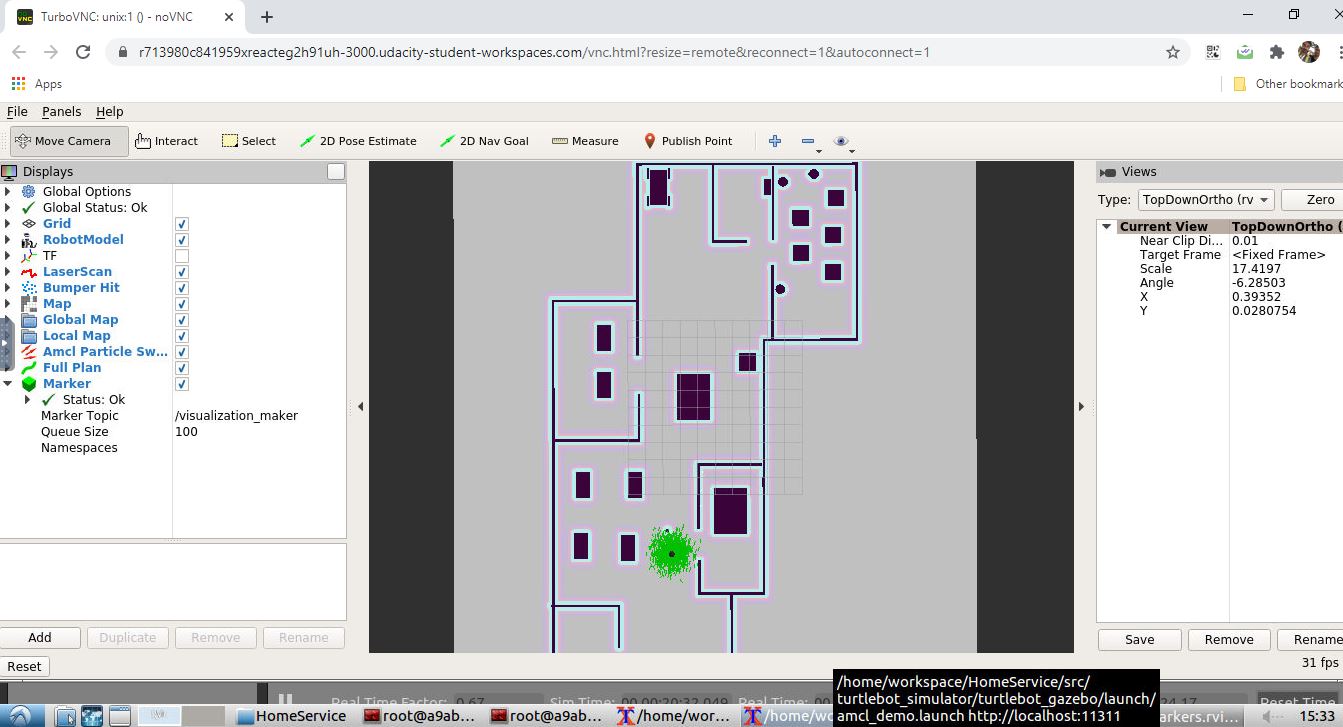 TurboVNC: unix:1 () - noVNC
r713980c841959xreacteg2h91uh-3000.udacity-student-workspaces.com/vnc.html?resize=remote&reconnect=1&autoconnect=1
Apps
Other bookmark
File Panels Help
Move Camera Interact Select 2D Pose Estimate 2D Nav Goal Measure Publish Point
Displays
Global Options
Global Status: Ok
Grid
RobotModel
TF
LaserScan
Bumper Hit
Map
Global Map
Local Map
Amcl Particle Sw...
Full Plan
Marker
Status: Ok
Marker Topic /visualization_maker
Queue Size 100
Namespaces
Add Duplicate Remove Rename
Reset
Views
Type: TopDownOrtho (rv Zero
Current View TopDownOrtho (
Near Clip Di... 0.01
Target Frame <Fixed Frame>
Scale 17.4197
Angle -6.28503
X 0.39352
Y 0.0280754
Save Remove Rename
31 fps
Real Time Factor: 0.67 Sim Time: 00:00:20:32.049 Real Time: 24.17 Reset Time
/home/workspace/HomeService/src/
turtlebot_simulator/turtlebot_gazebo/launch/
amcl_demo.launch http://localhost:11311
HomeService root@a9ab... root@a9ab... /home/wor... /home/wo arkers.rvi... 15:38